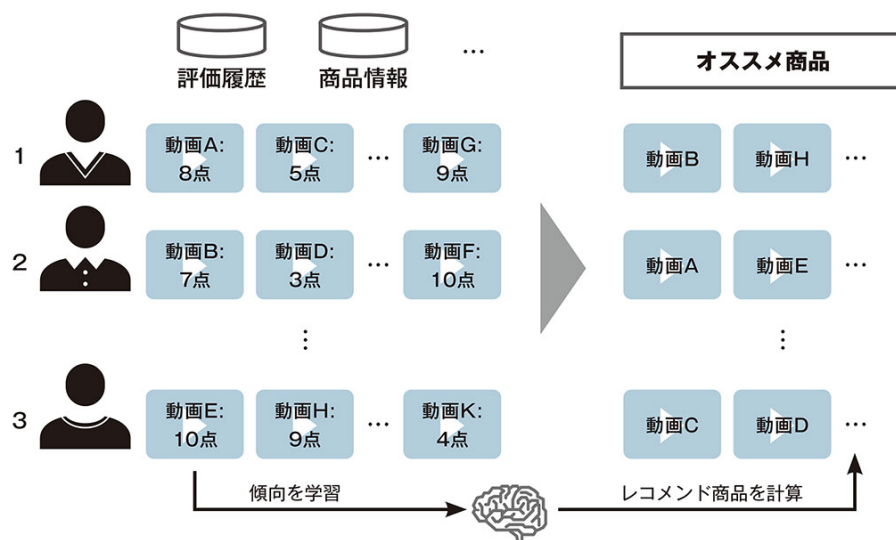 評価履歴
商品情報
…
オススメ商品
1
動画A:
8点
動画C:
5点
…
動画G:
9点
動画B
動画H
…
2
動画B:
7点
動画D:
3点
…
動画F:
10点
動画A
動画E
…
⋮
⋮
3
動画E:
10点
動画H:
9点
…
動画K:
4点
動画C
動画D
…
傾向を学習
レコメンド商品を計算